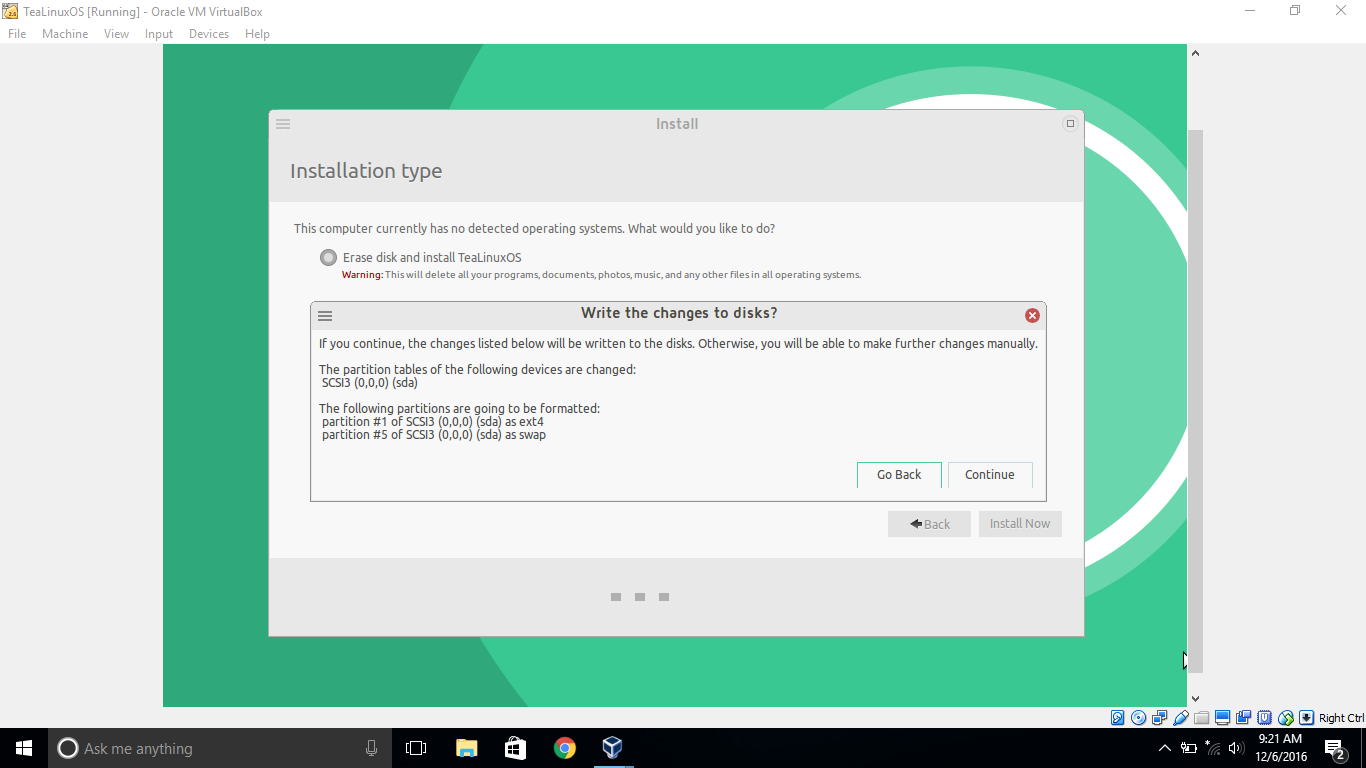 TeaLinuxOS [Running] - Oracle VM VirtualBox
File Machine View Input Devices Help
Install
Installation type
This computer currently has no detected operating systems. What would you like to do?
Erase disk and install TeaLinuxOS
Warning: This will delete all your programs, documents, photos, music, and any other files in all operating systems.
Write the changes to disks?
If you continue, the changes listed below will be written to the disks. Otherwise, you will be able to make further changes manually.
The partition tables of the following devices are changed:
SCSI3 (0,0,0) (sda)
The following partitions are going to be formatted:
partition #1 of SCSI3 (0,0,0) (sda) as ext4
partition #5 of SCSI3 (0,0,0) (sda) as swap
Go Back Continue
Back Install Now
Right Ctrl
Ask me anything
9:21 AM
12/6/2016
2